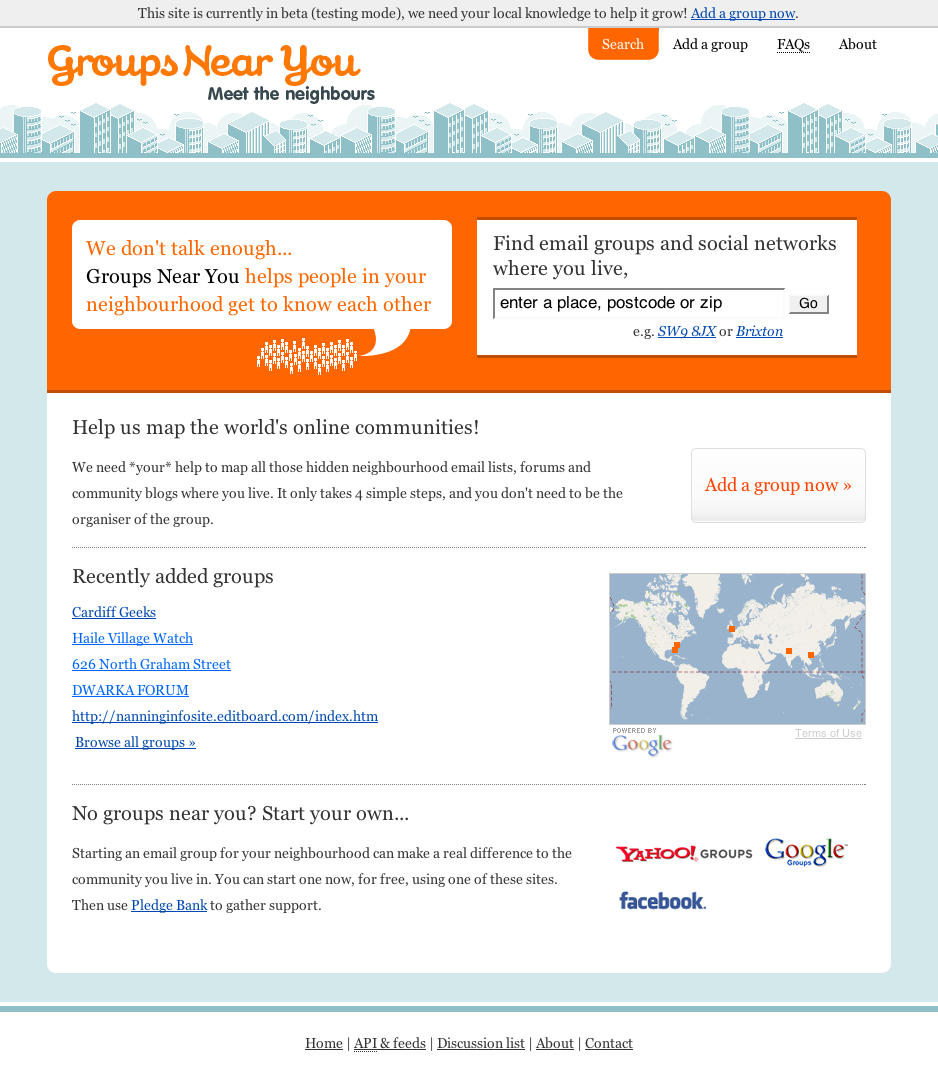 This site is currently in beta (testing mode), we need your local knowledge to help it grow! Add a group now.
Search Add a group FAQs About
Groups Near You
Meet the neighbours
We don't talk enough...
Groups Near You helps people in your
neighbourhood get to know each other
Find email groups and social networks
where you live,
enter a place, postcode or zip Go
e.g. SW9 8JX or Brixton
Help us map the world's online communities!
We need *your* help to map all those hidden neighbourhood email lists, forums and
community blogs where you live. It only takes 4 simple steps, and you don't need to be the
organiser of the group.
Add a group now »
Recently added groups
Cardiff Geeks
Haile Village Watch
626 North Graham Street
DWARKA FORUM
http://nanninginfosite.editboard.com/index.htm
Browse all groups »
POWERED BY
Google
Terms of Use
No groups near you? Start your own...
Starting an email group for your neighbourhood can make a real difference to the
community you live in. You can start one now, for free, using one of these sites.
Then use Pledge Bank to gather support.
YAHOO! GROUPS
Google™
Groups
facebook.
Home | API & feeds | Discussion list | About | Contact